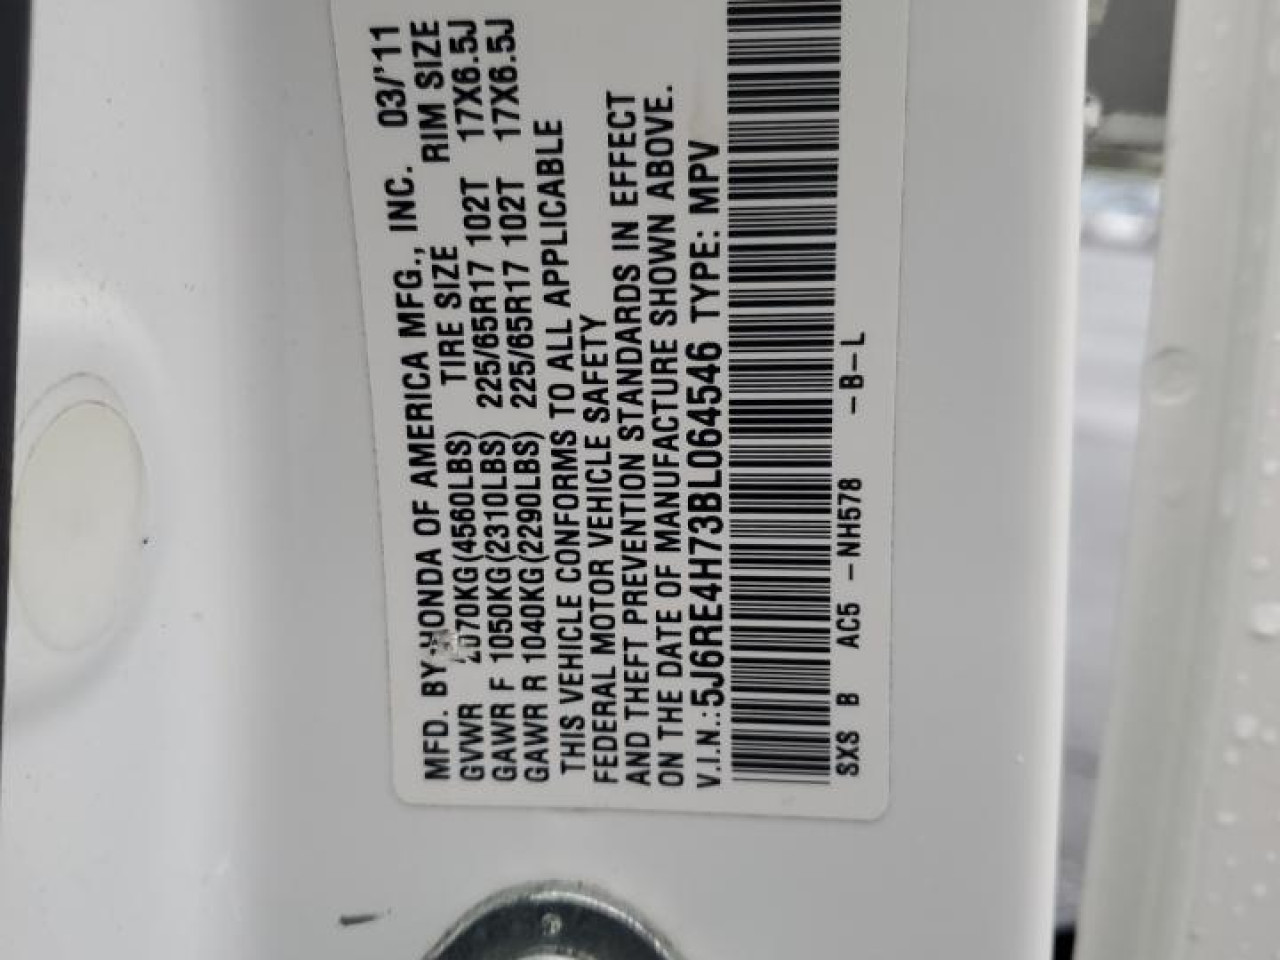 MFD. BY HONDA OF AMERICA MFG., INC. 03/'11
GVWR 2070KG(4560LBS) TIRE SIZE RIM SIZE
GAWR F 1050KG(2310LBS) 225/65R17 102T 17X6.5J
GAWR R 1040KG(2290LBS) 225/65R17 102T 17X6.5J
THIS VEHICLE CONFORMS TO ALL APPLICABLE
FEDERAL MOTOR VEHICLE SAFETY
AND THEFT PREVENTION STANDARDS IN EFFECT
ON THE DATE OF MANUFACTURE SHOWN ABOVE.
V.I.N.:5J6RE4H73BL064546 TYPE: MPV
SXS B AC5 -NH578 -B-L